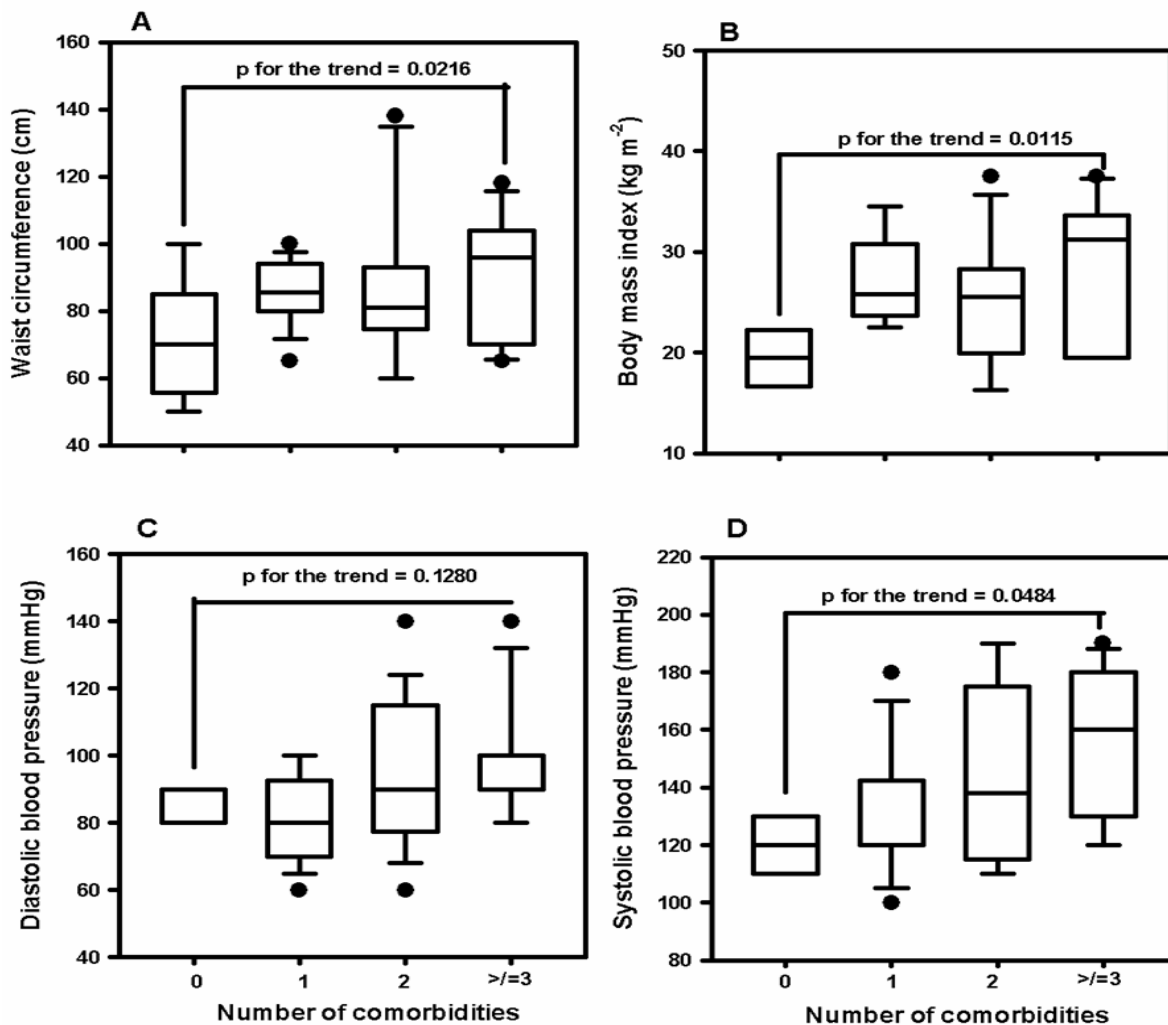 A
160
140
120
100
80
60
40
Waist circumference (cm)
p for the trend = 0.0216
B
50
40
30
20
10
Body mass index (kg m⁻²)
p for the trend = 0.0115
C
160
140
120
100
80
60
40
Diastolic blood pressure (mmHg)
p for the trend = 0.1280
0 1 2 >/=3
Number of comorbidities
D
220
200
180
160
140
120
100
80
Systolic blood pressure (mmHg)
p for the trend = 0.0484
0 1 2 >/=3
Number of comorbidities